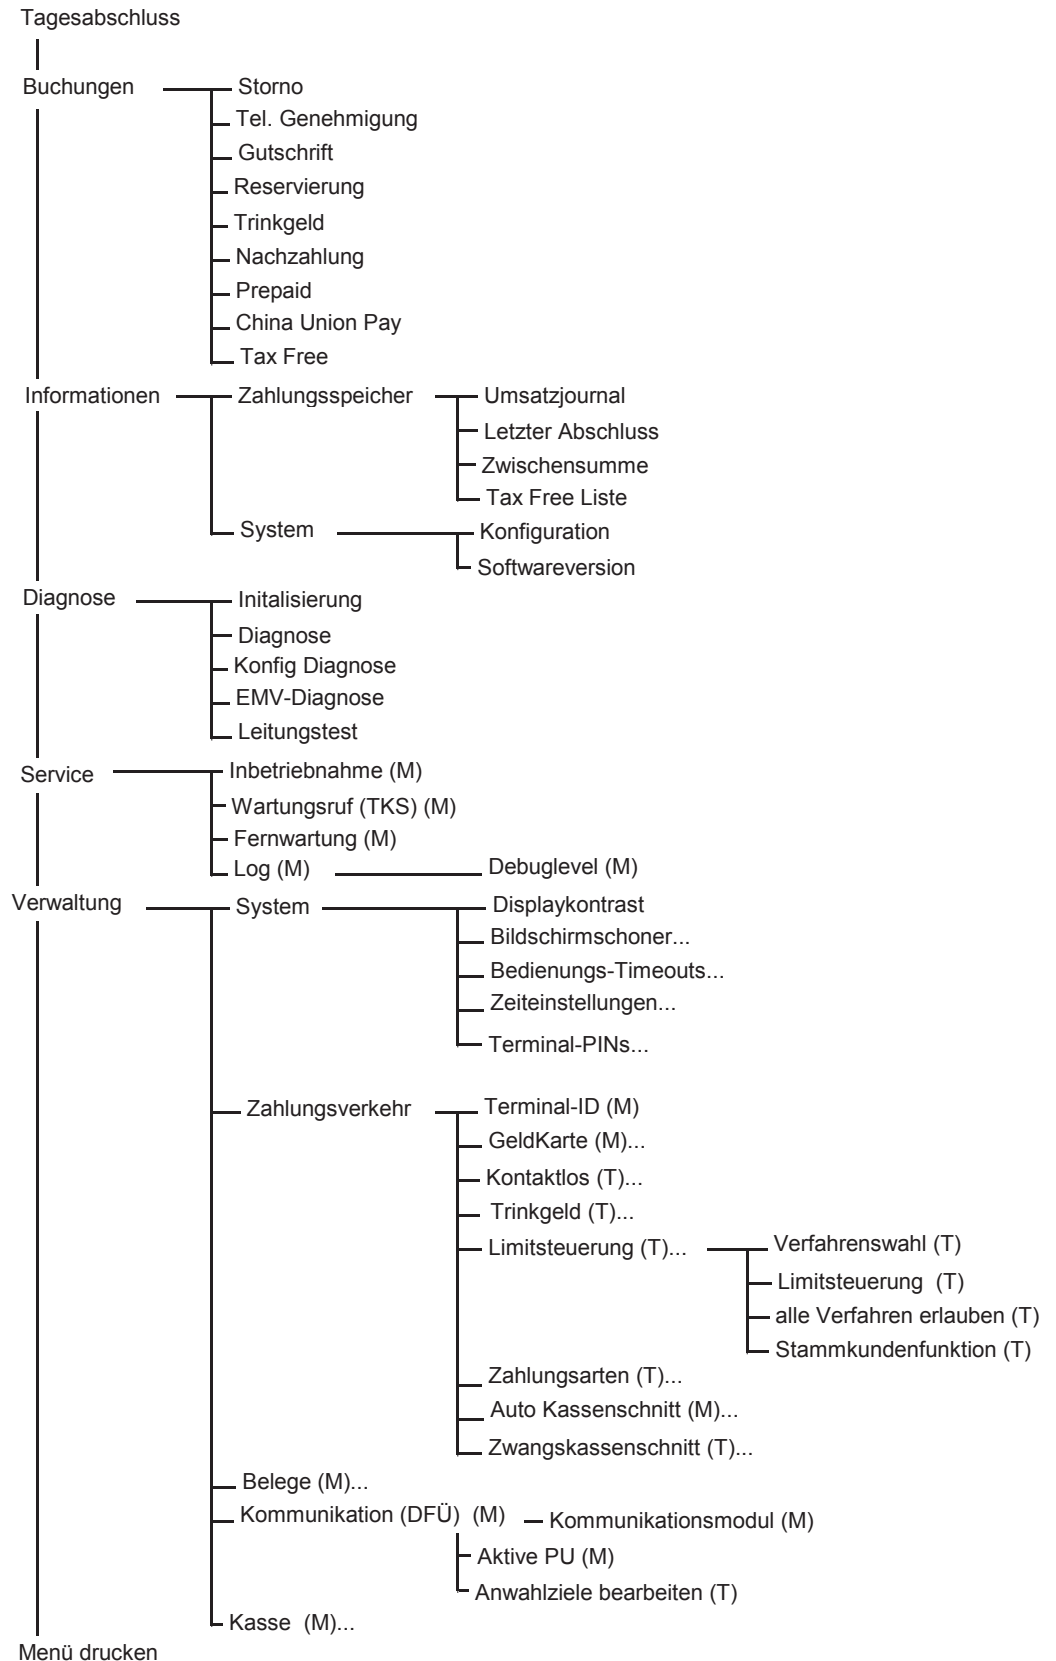 Tagesabschluss
Buchungen
Storno
Tel. Genehmigung
Gutschrift
Reservierung
Trinkgeld
Nachzahlung
Prepaid
China Union Pay
Tax Free
Informationen
Zahlungsspeicher
Umsatzjournal
Letzter Abschluss
Zwischensumme
Tax Free Liste
System
Konfiguration
Softwareversion
Diagnose
Initalisierung
Diagnose
Konfig Diagnose
EMV-Diagnose
Leitungstest
Service
Inbetriebnahme (M)
Wartungsruf (TKS) (M)
Fernwartung (M)
Log (M)
Debuglevel (M)
Verwaltung
System
Displaykontrast
Bildschirmschoner...
Bedienungs-Timeouts...
Zeiteinstellungen...
Terminal-PINs...
Zahlungsverkehr
Terminal-ID (M)
GeldKarte (M)...
Kontaktlos (T)...
Trinkgeld (T)...
Limitsteuerung (T)...
Verfahrenswahl (T)
Limitsteuerung (T)
alle Verfahren erlauben (T)
Stammkundenfunktion (T)
Zahlungsarten (T)...
Auto Kassenschnitt (M)...
Zwangskassenschnitt (T)...
Belege (M)...
Kommunikation (DFÜ) (M)
Kommunikationsmodul (M)
Aktive PU (M)
Anwahlziele bearbeiten (T)
Kasse (M)...
Menü drucken